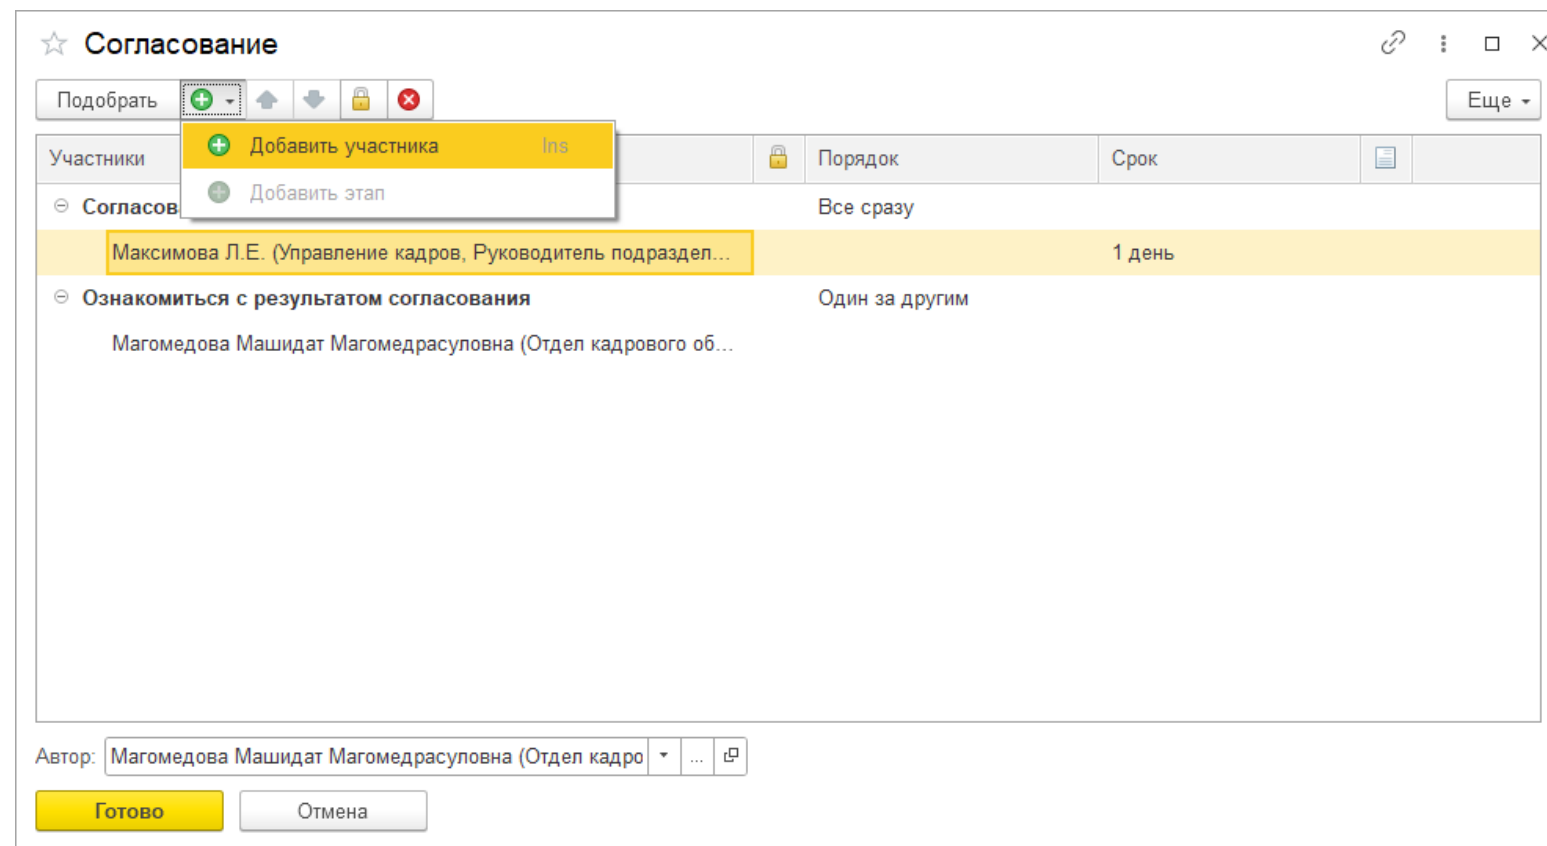 Согласование
Подобрать
Еще
Добавить участника Ins
Добавить этап
Участники Порядок Срок
Согласов Все сразу
Максимова Л.Е. (Управление кадров, Руководитель подраздел... 1 день
Ознакомиться с результатом согласования Один за другим
Магомедова Машидат Магомедрасуловна (Отдел кадрового об...
Автор: Магомедова Машидат Магомедрасуловна (Отдел кадро ...
Готово Отмена